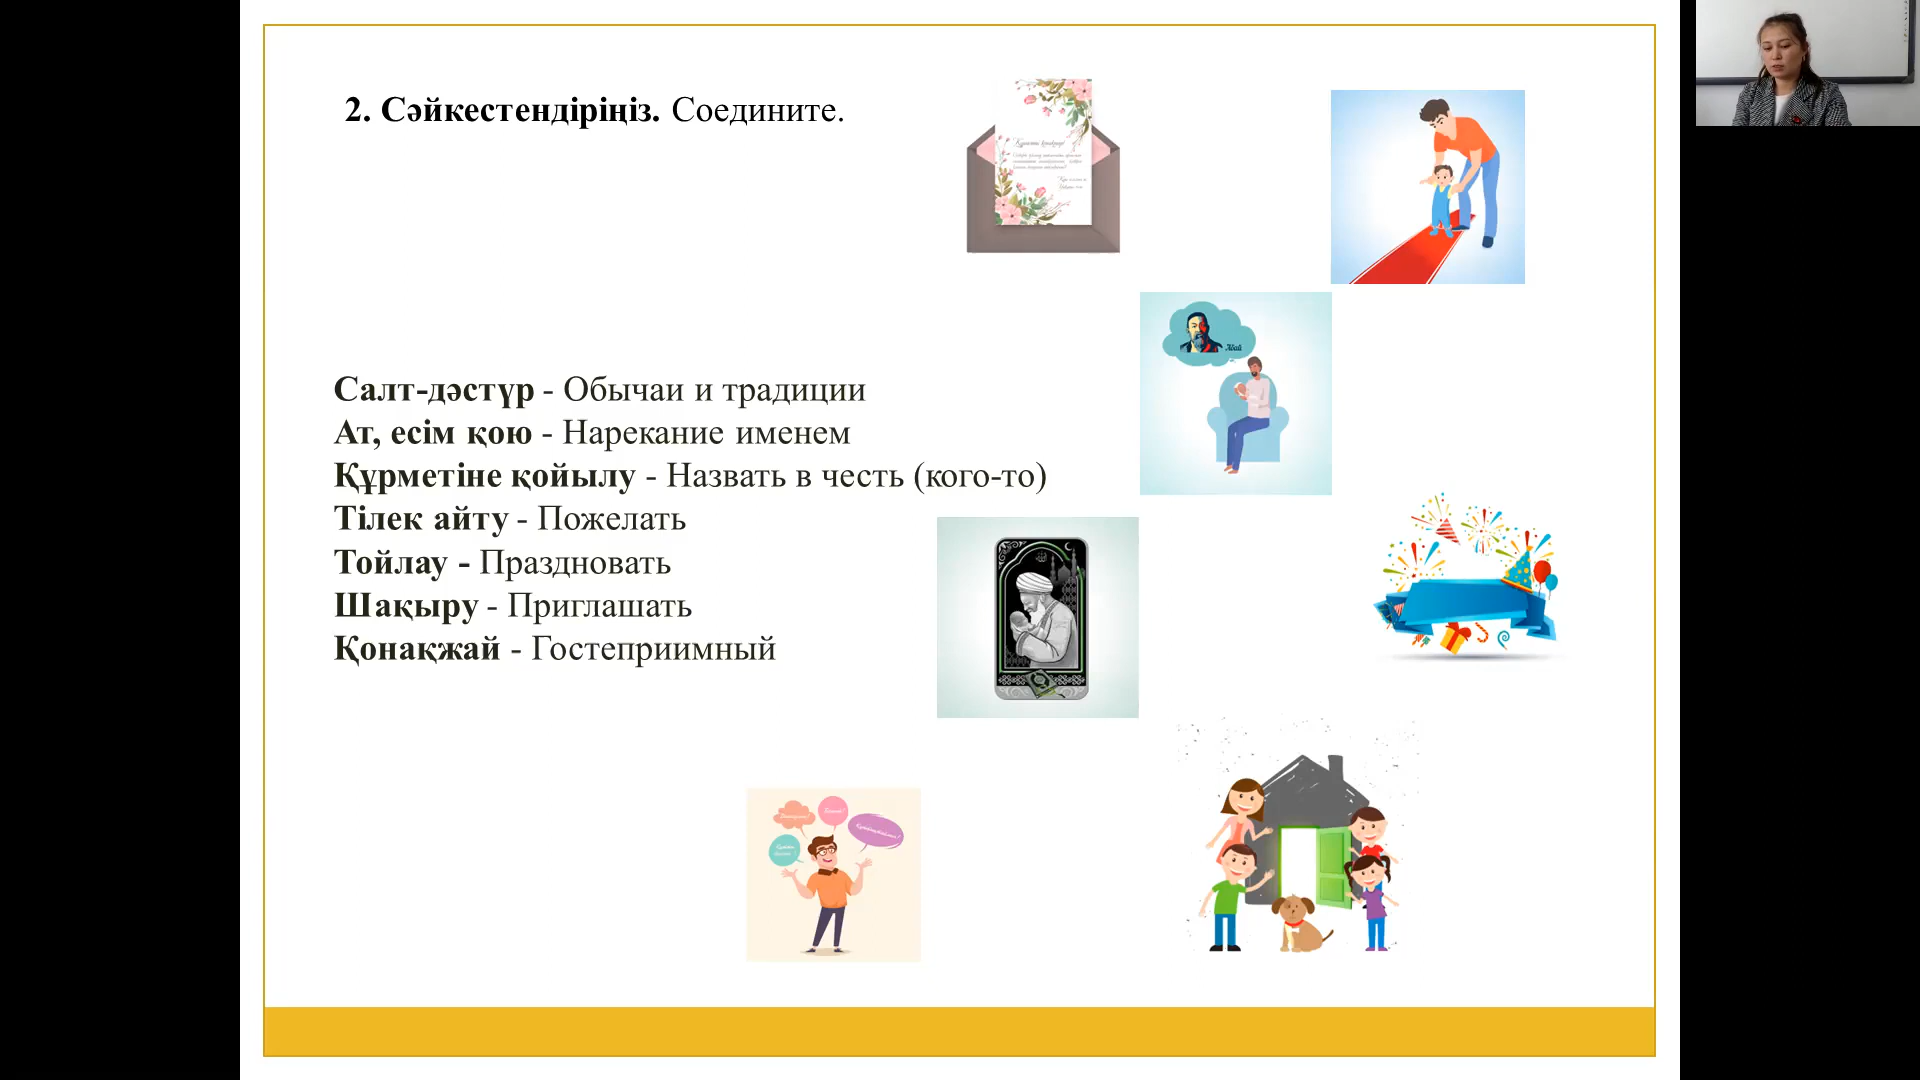 2. Сәйкестендіріңіз. Соедините.
Абай
Салт-дәстүр - Обычаи и традиции
Ат, есім қою - Нарекание именем
Құрметіне қойылу - Назвать в честь (кого-то)
Тілек айту - Пожелать
Тойлау - Праздновать
Шақыру - Приглашать
Қонақжай - Гостеприимный